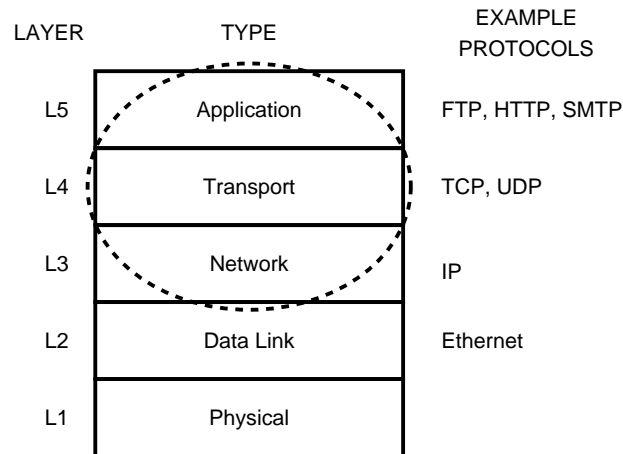 LAYER TYPE EXAMPLE PROTOCOLS
L5 Application FTP, HTTP, SMTP
L4 Transport TCP, UDP
L3 Network IP
L2 Data Link Ethernet
L1 Physical